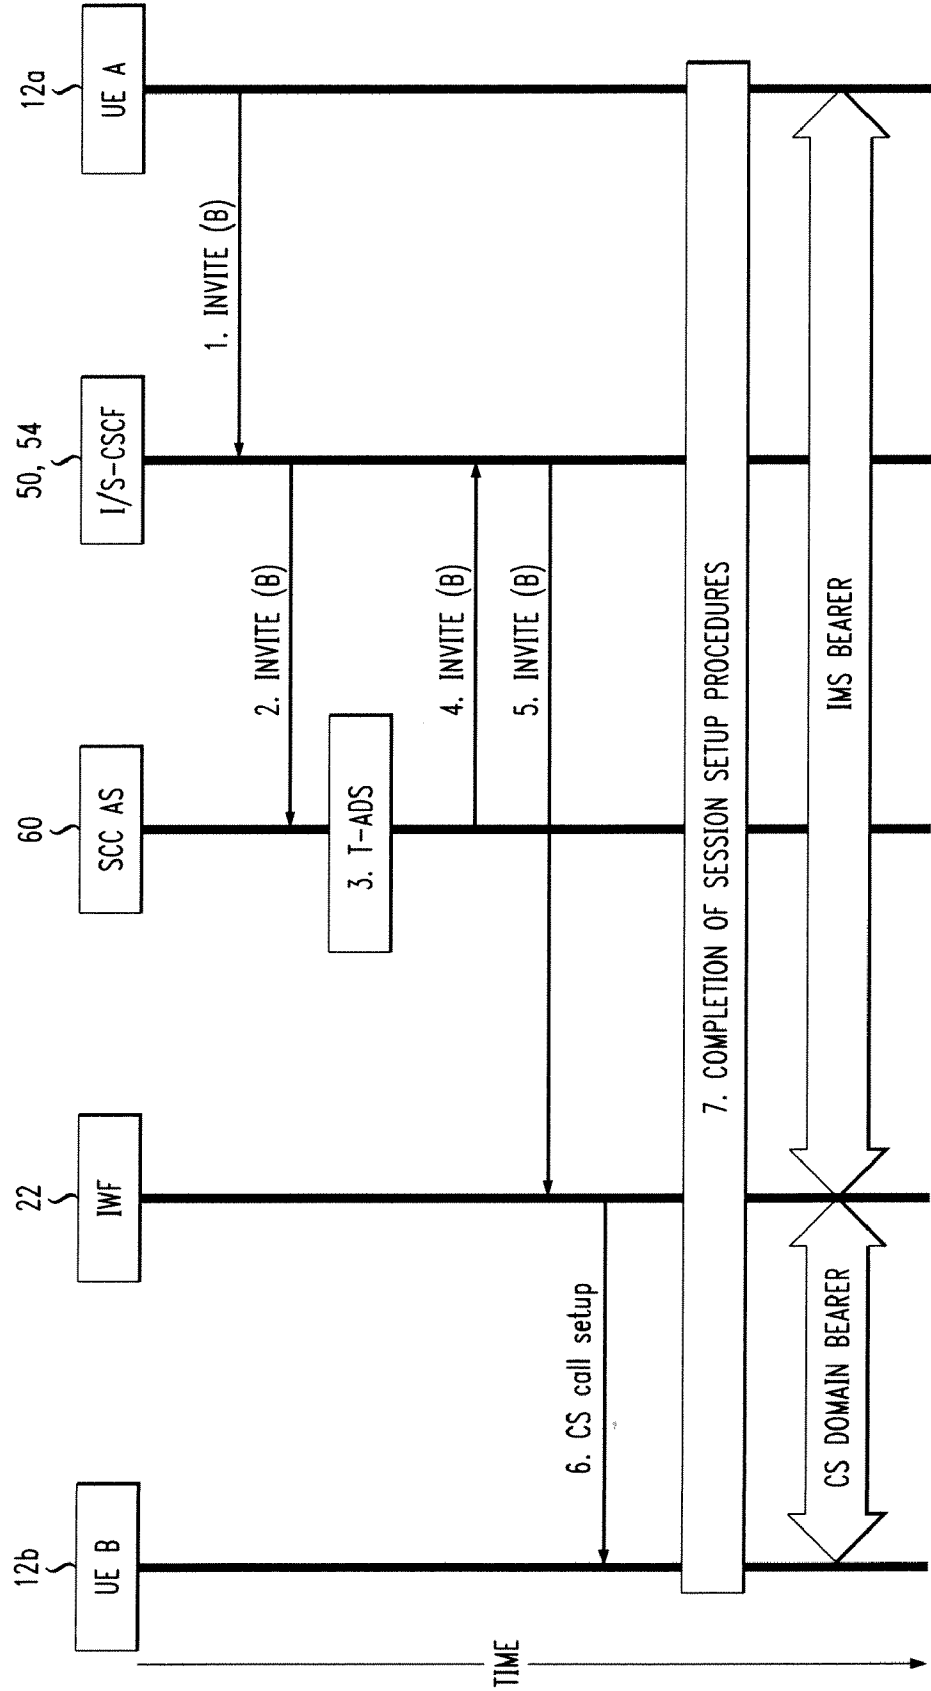 12b
22
60
50, 54
12a
UE B
IWF
SCC AS
I/S-CSCF
UE A
1. INVITE (B)
2. INVITE (B)
3. T-ADS
4. INVITE (B)
5. INVITE (B)
6. CS call setup
7. COMPLETION OF SESSION SETUP PROCEDURES
CS DOMAIN BEARER
IMS BEARER
TIME